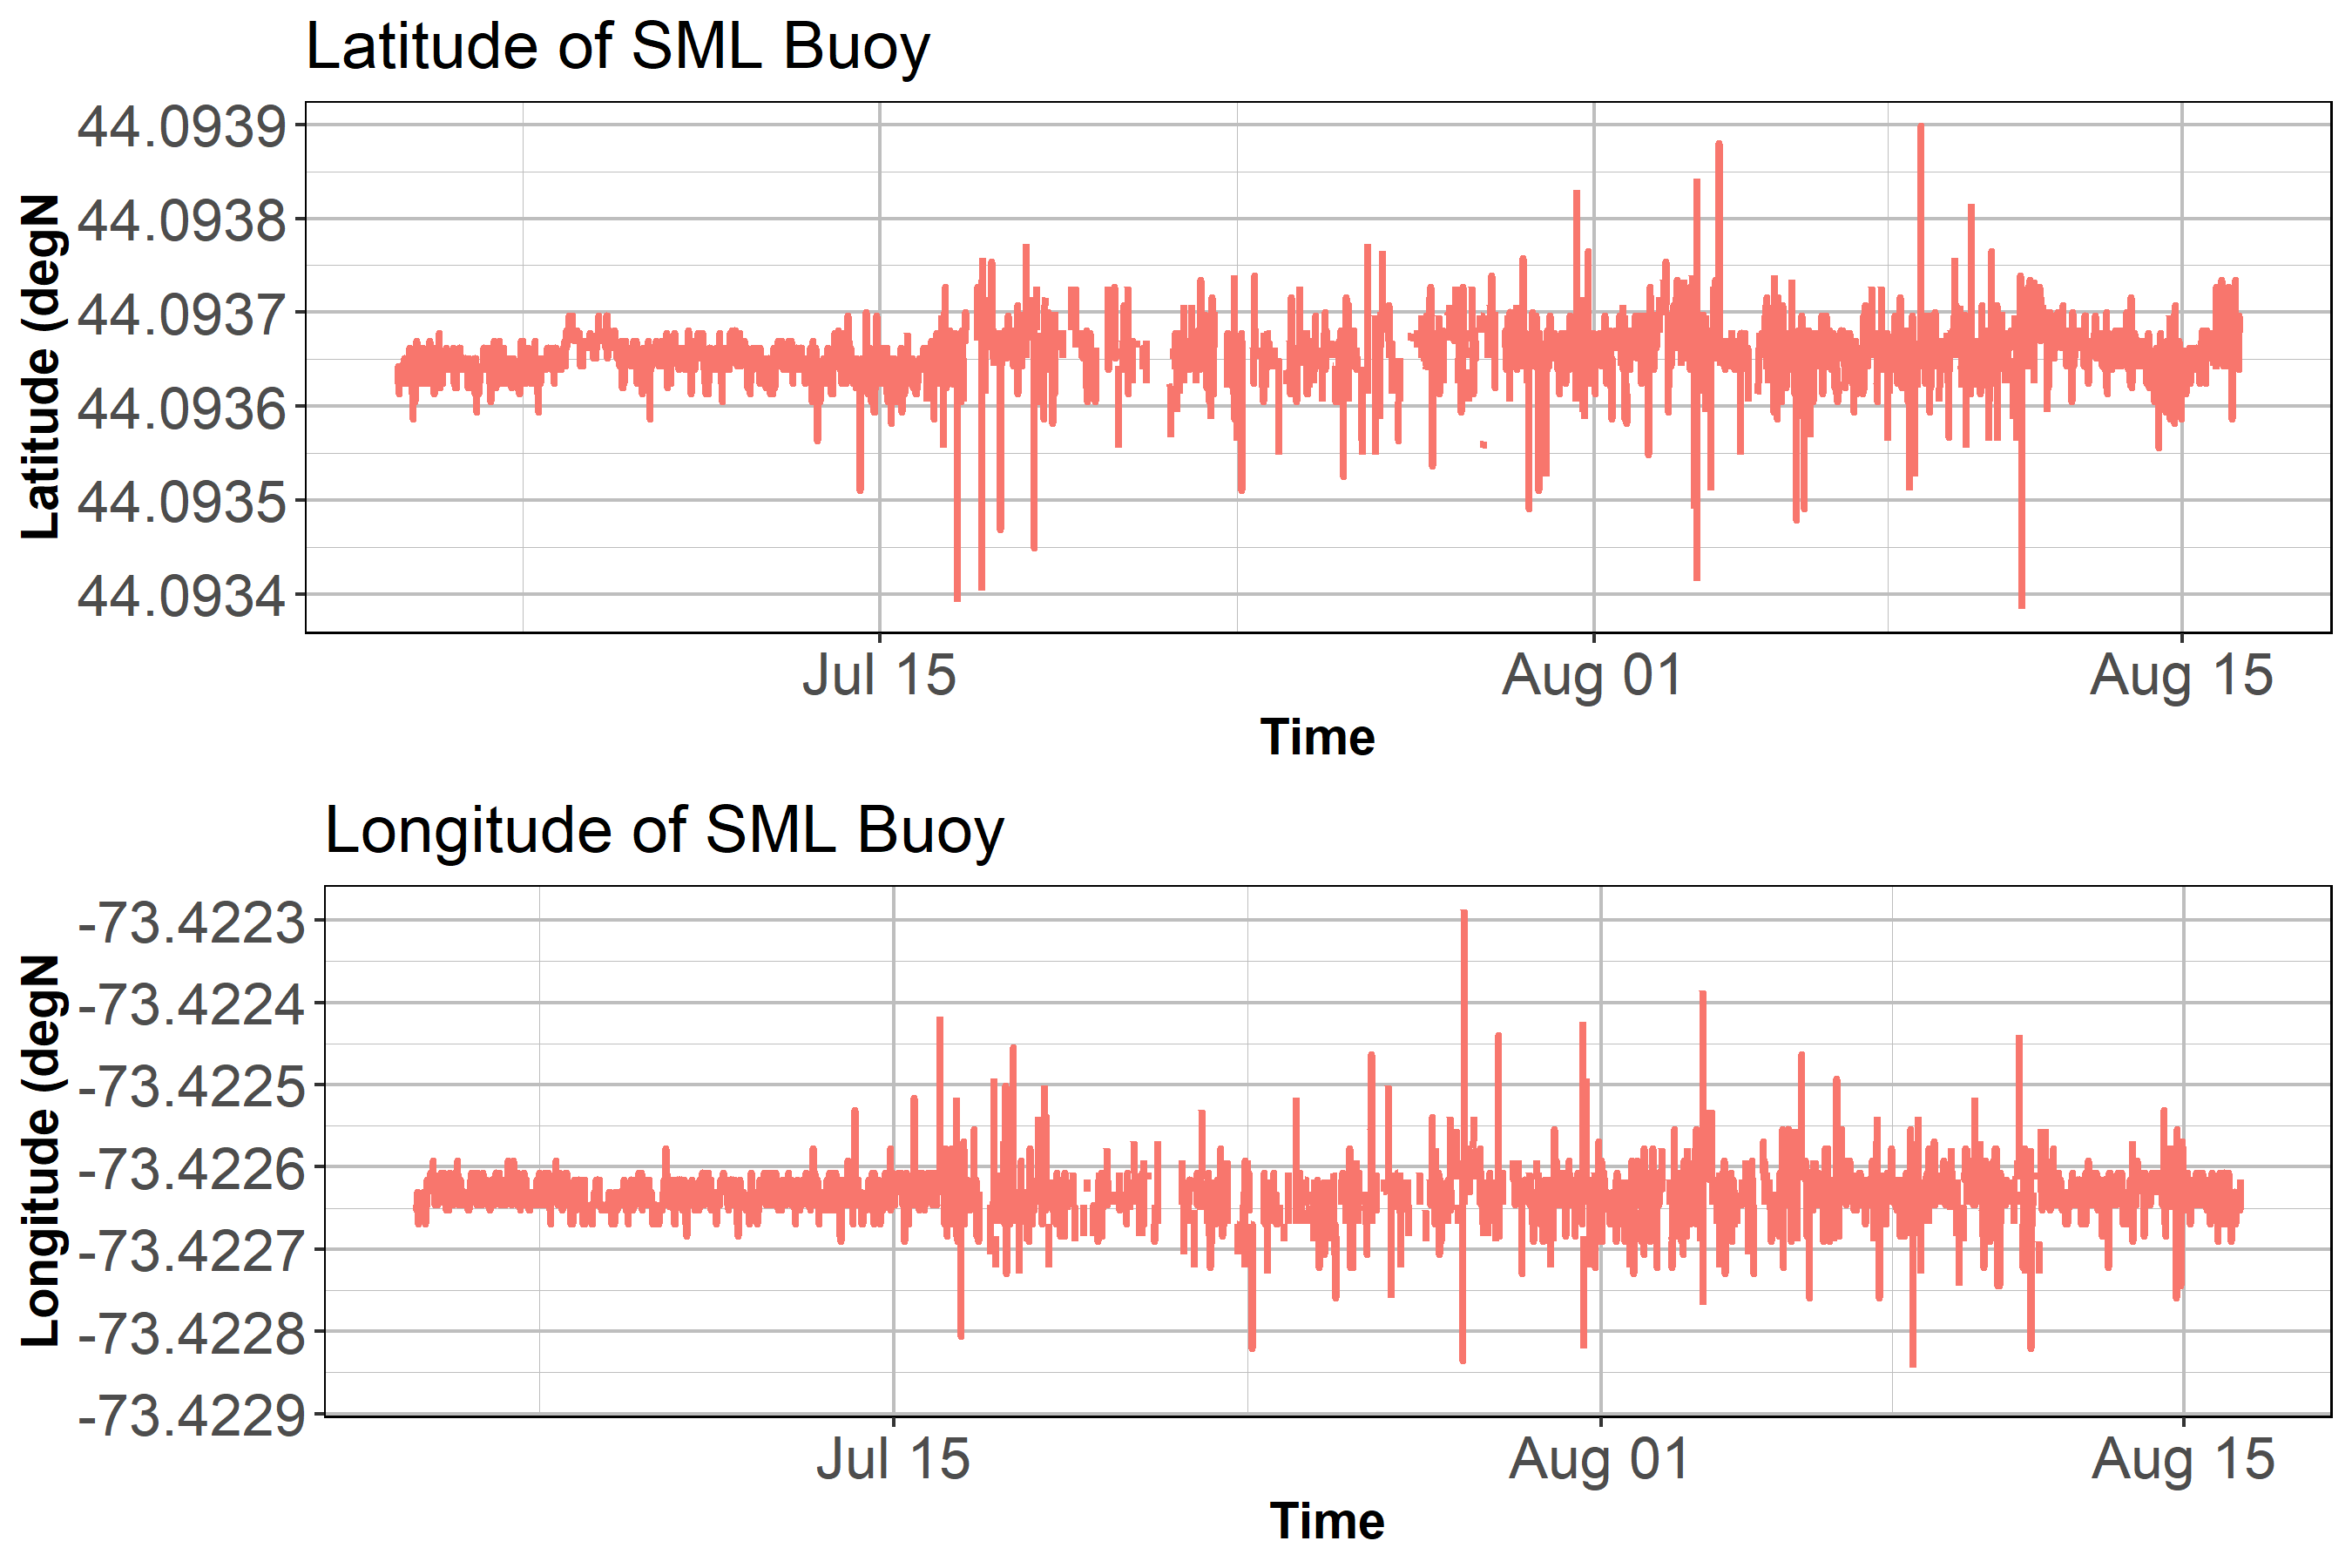 Latitude of SML Buoy
Latitude (degN
44.0939
44.0938
44.0937
44.0936
44.0935
44.0934
Jul 15
Aug 01
Aug 15
Time
Longitude of SML Buoy
Longitude (degN
-73.4223
-73.4224
-73.4225
-73.4226
-73.4227
-73.4228
-73.4229
Jul 15
Aug 01
Aug 15
Time